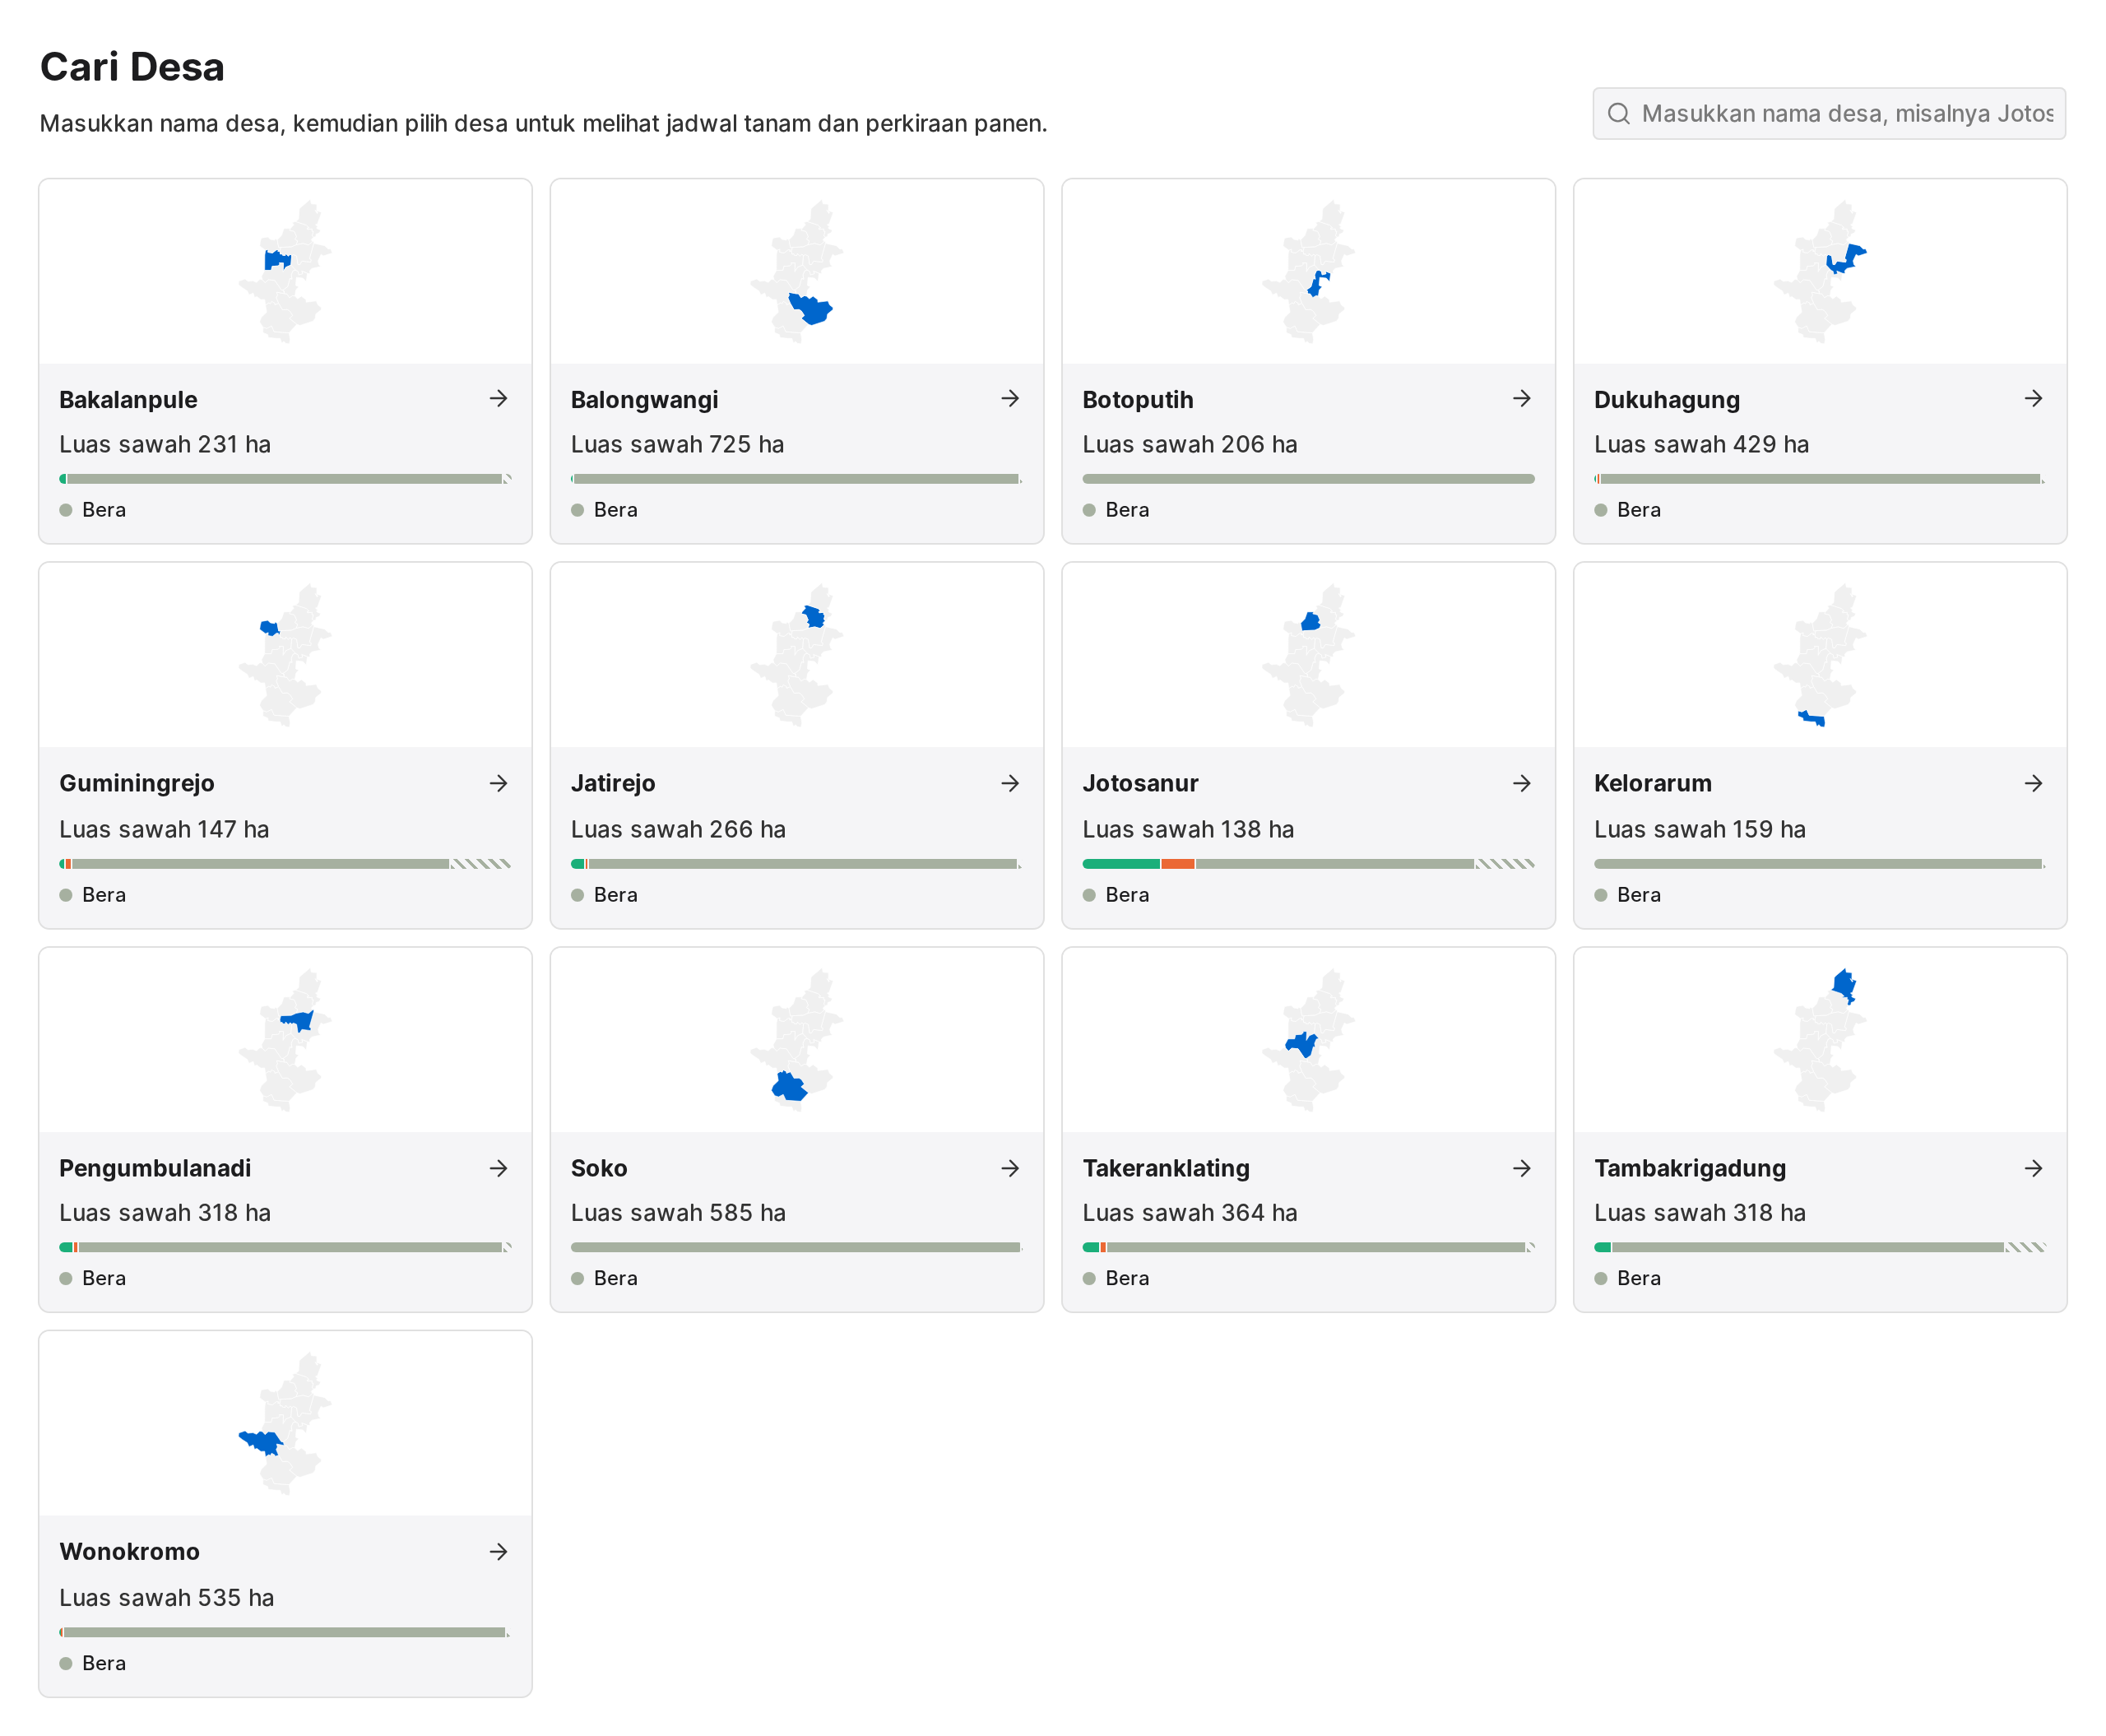 Cari Desa
Masukkan nama desa, kemudian pilih desa untuk melihat jadwal tanam dan perkiraan panen.
Masukkan nama desa, misalnya Jotos
Bakalanpule
Luas sawah 231 ha
Bera
Balongwangi
Luas sawah 725 ha
Bera
Botoputih
Luas sawah 206 ha
Bera
Dukuhagung
Luas sawah 429 ha
Bera
Guminingrejo
Luas sawah 147 ha
Bera
Jatirejo
Luas sawah 266 ha
Bera
Jotosanur
Luas sawah 138 ha
Bera
Kelorarum
Luas sawah 159 ha
Bera
Pengumbulanadi
Luas sawah 318 ha
Bera
Soko
Luas sawah 585 ha
Bera
Takeranklating
Luas sawah 364 ha
Bera
Tambakrigadung
Luas sawah 318 ha
Bera
Wonokromo
Luas sawah 535 ha
Bera